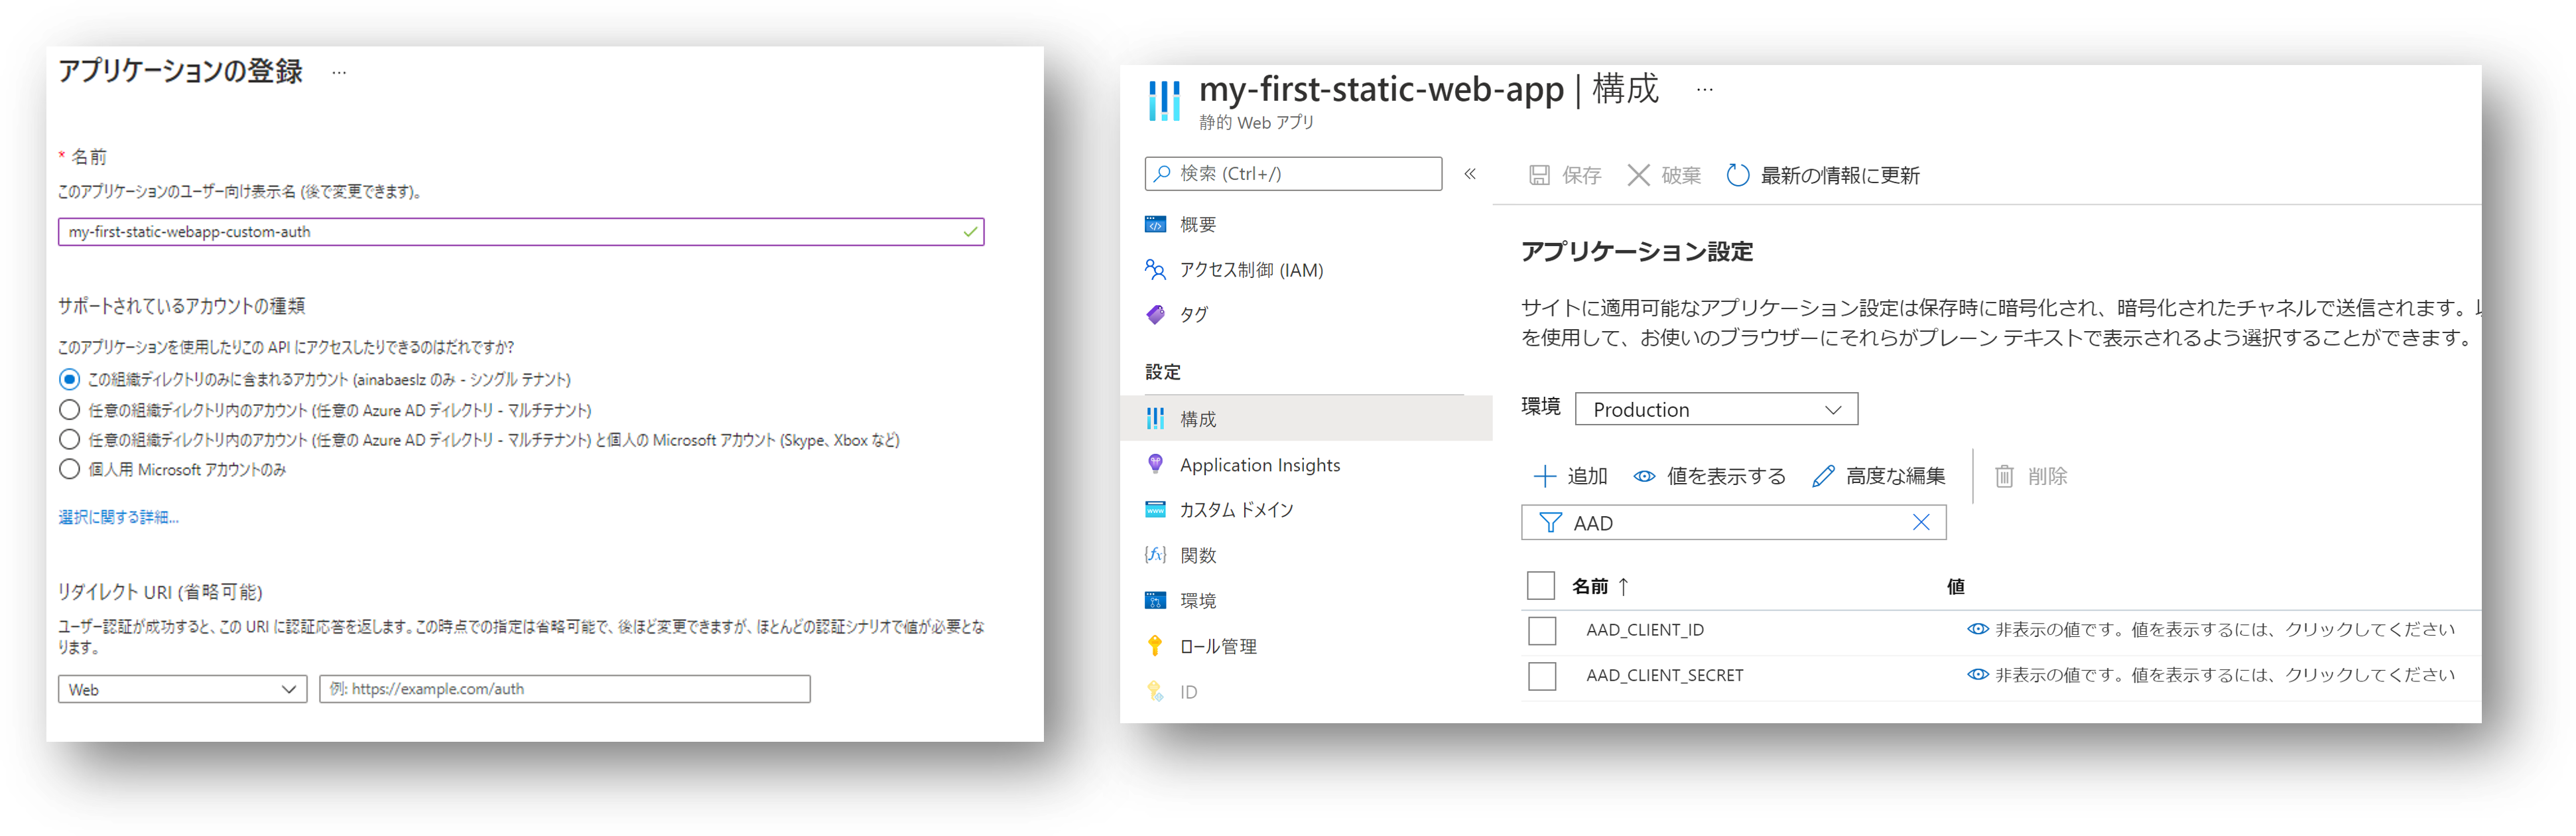 アプリケーションの登録 …
* 名前
このアプリケーションのユーザー向け表示名 (後で変更できます)。
my-first-static-webapp-custom-auth
サポートされているアカウントの種類
このアプリケーションを使用したりこの API にアクセスしたりできるのはだれですか?
この組織ディレクトリのみに含まれるアカウント (ainabaeslz のみ - シングル テナント)
任意の組織ディレクトリ内のアカウント (任意の Azure AD ディレクトリ - マルチテナント)
任意の組織ディレクトリ内のアカウント (任意の Azure AD ディレクトリ - マルチテナント) と個人の Microsoft アカウント (Skype、Xbox など)
個人用 Microsoft アカウントのみ
選択に関する詳細...
リダイレクト URI (省略可能)
ユーザー認証が成功すると、この URI に認証応答を返します。この時点での指定は省略可能で、後ほど変更できますが、ほとんどの認証シナリオで値が必要とな
ります。
Web
例: https://example.com/auth
my-first-static-web-app | 構成 …
静的 Web アプリ
検索 (Ctrl+/)
«
概要
アクセス制御 (IAM)
タグ
設定
構成
Application Insights
カスタム ドメイン
関数
環境
ロール管理
ID
保存 破棄 最新の情報に更新
アプリケーション設定
サイトに適用可能なアプリケーション設定は保存時に暗号化され、暗号化されたチャネルで送信されます。
を使用して、お使いのブラウザーにそれらがプレーン テキストで表示されるよう選択することができます。
環境 Production
追加 値を表示する 高度な編集 削除
AAD
名前 ↑ 値
AAD_CLIENT_ID 非表示の値です。値を表示するには、クリックしてください
AAD_CLIENT_SECRET 非表示の値です。値を表示するには、クリックしてください